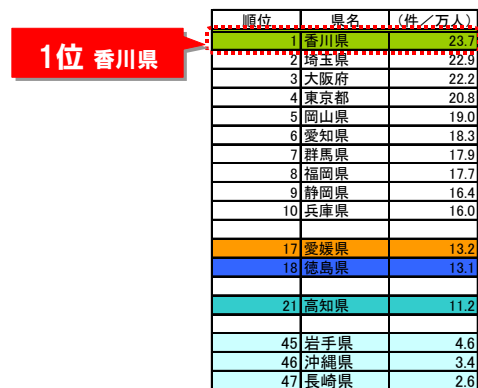 1位 香川県
順位 県名 (件/万人)
1 香川県 23.7
2 埼玉県 22.9
3 大阪府 22.2
4 東京都 20.8
5 岡山県 19.0
6 愛知県 18.3
7 群馬県 17.9
8 福岡県 17.7
9 静岡県 16.4
10 兵庫県 16.0
17 愛媛県 13.2
18 徳島県 13.1
21 高知県 11.2
45 岩手県 4.6
46 沖縄県 3.4
47 長崎県 2.6